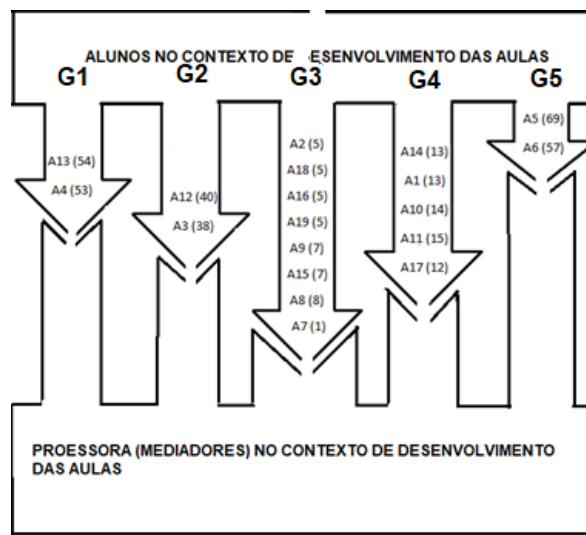 ALUNOS NO CONTEXTO DE DESENVOLVIMENTO DAS AULAS
G1
G2
G3
G4
G5
A13 (54)
A4 (53)
A12 (40)
A3 (38)
A2 (5)
A18 (5)
A16 (5)
A19 (5)
A9 (7)
A15 (7)
A8 (8)
A7 (1)
A14 (13)
A1 (13)
A10 (14)
A11 (15)
A17 (12)
A5 (69)
A6 (57)
PROESSORA (MEDIADORES) NO CONTEXTO DE DESENVOLVIMENTO
DAS AULAS